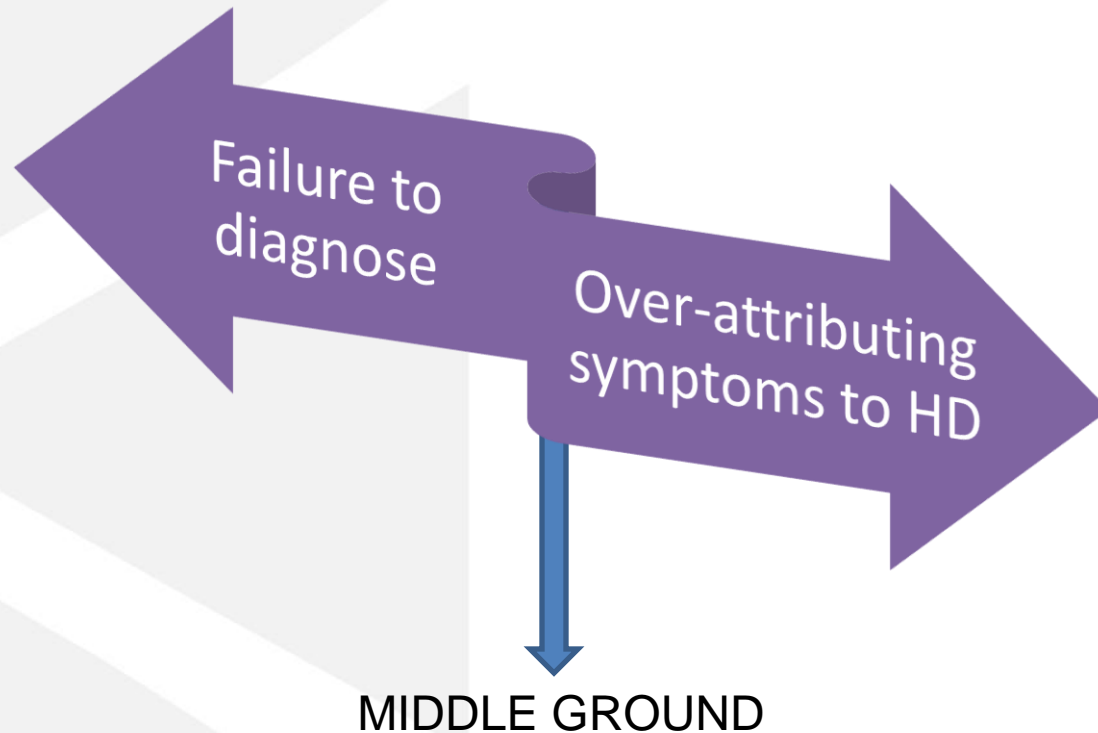 Failure to
diagnose
Over-attributing
symptoms to HD
MIDDLE GROUND